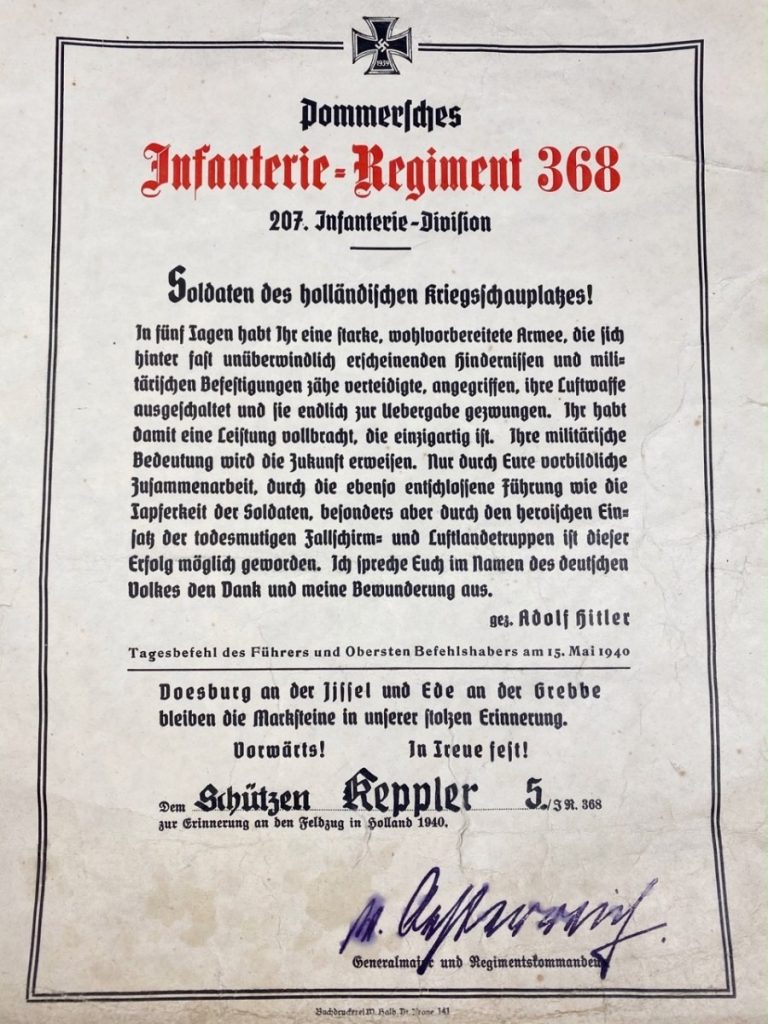 1939
Pommersches
Infanterie-Regiment 368
207. Infanterie-Division
Soldaten des holländischen Kriegsschauplatzes!
In fünf Tagen habt Ihr eine starke, wohlvorbereitete Armee, die sich
hinter fast unüberwindlich erscheinenden Hindernissen und mili-
tärischen Befestigungen zähe verteidigte, angegriffen, ihre Luftwaffe
ausgeschaltet und sie endlich zur Uebergabe gezwungen. Ihr habt
damit eine Leistung vollbracht, die einzigartig ist. Ihre militärische
Bedeutung wird die Zukunft erweisen. Nur durch Eure vorbildliche
Zusammenarbeit, durch die ebenso entschlossene Führung wie die
Tapferkeit der Soldaten, besonders aber durch den heroischen Ein-
satz der todesmutigen Fallschirm- und Luftlandetruppen ist dieser
Erfolg möglich geworden. Ich spreche Euch im Namen des deutschen
Volkes den Dank und meine Bewunderung aus.
gez. Adolf Hitler
Tagesbefehl des Führers und Obersten Befehlshabers am 15. Mai 1940
Doesburg an der Ijssel und Ede an der Grebbe
bleiben die Marksteine in unserer stolzen Erinnerung.
Vorwärts! In Treue fest!
Dem Schützen Keppler 5./IR. 368
zur Erinnerung an den Feldzug in Holland 1940.
v. Oesterreich.
Generalmajor und Regimentskommandeur
Buchdruckerei W. Halb, Dt. Krone 141